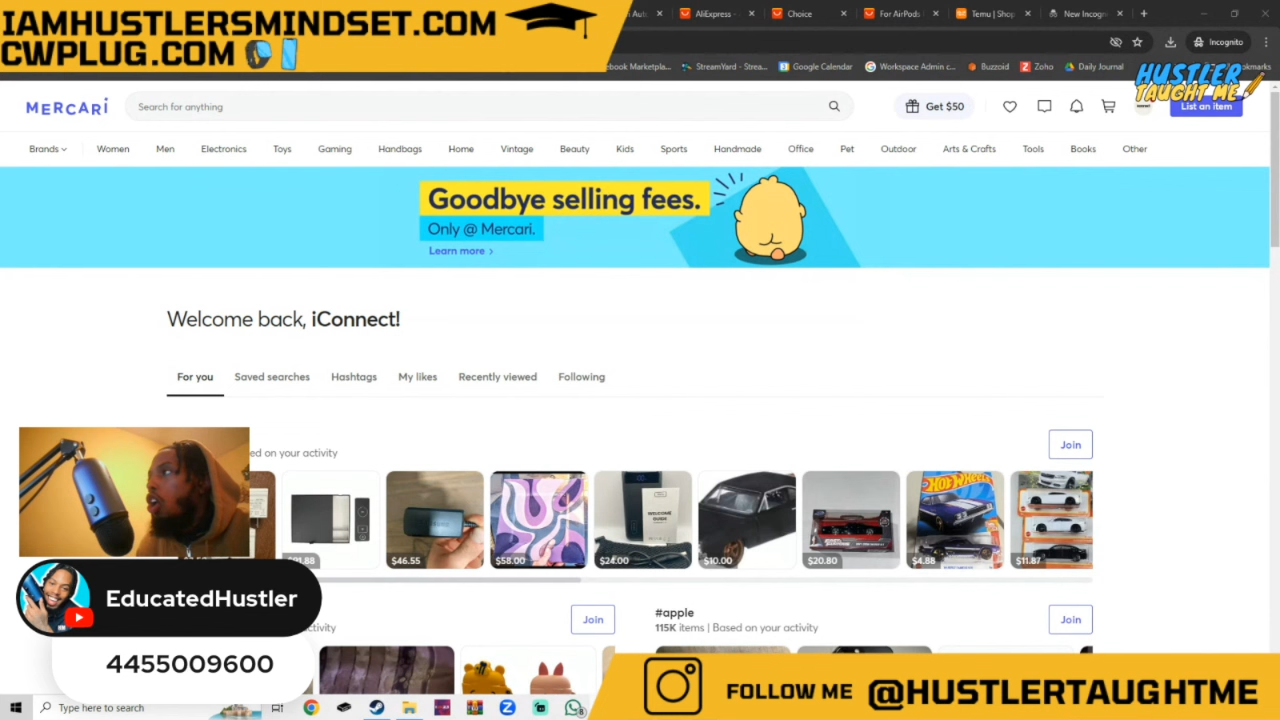 IAMHUSTLERSMINDSET.COM
CWPLUG.COM
AliExpress
Choice
For AirPods
Temu | Shop
New Incogn
Incognito
StreamYard - Strea...
Google Calendar
Workspace Admin c...
Buzzoid
Zoho
Daily Journal
HUSTLER
TAUGHT ME
MERCARI
Search for anything
Get $50
List an item
Brands
Women
Men
Electronics
Toys
Gaming
Handbags
Home
Vintage
Beauty
Kids
Sports
Handmade
Office
Pet
Outdoor
Arts & Crafts
Tools
Books
Other
Goodbye selling fees.
Only @ Mercari.
Learn more
Welcome back, iConnect!
For you
Saved searches
Hashtags
My likes
Recently viewed
Following
ed on your activity
Join
WELCOME
GUIDE
$46.55
$58.00
$24.00
$10.00
$20.80
$4.88
$11.87
EducatedHustler
4455009600
tivity
Join
#apple
115K items | Based on your activity
Join
FOLLOW ME @HUSTLERTAUGHTME
Type here to search